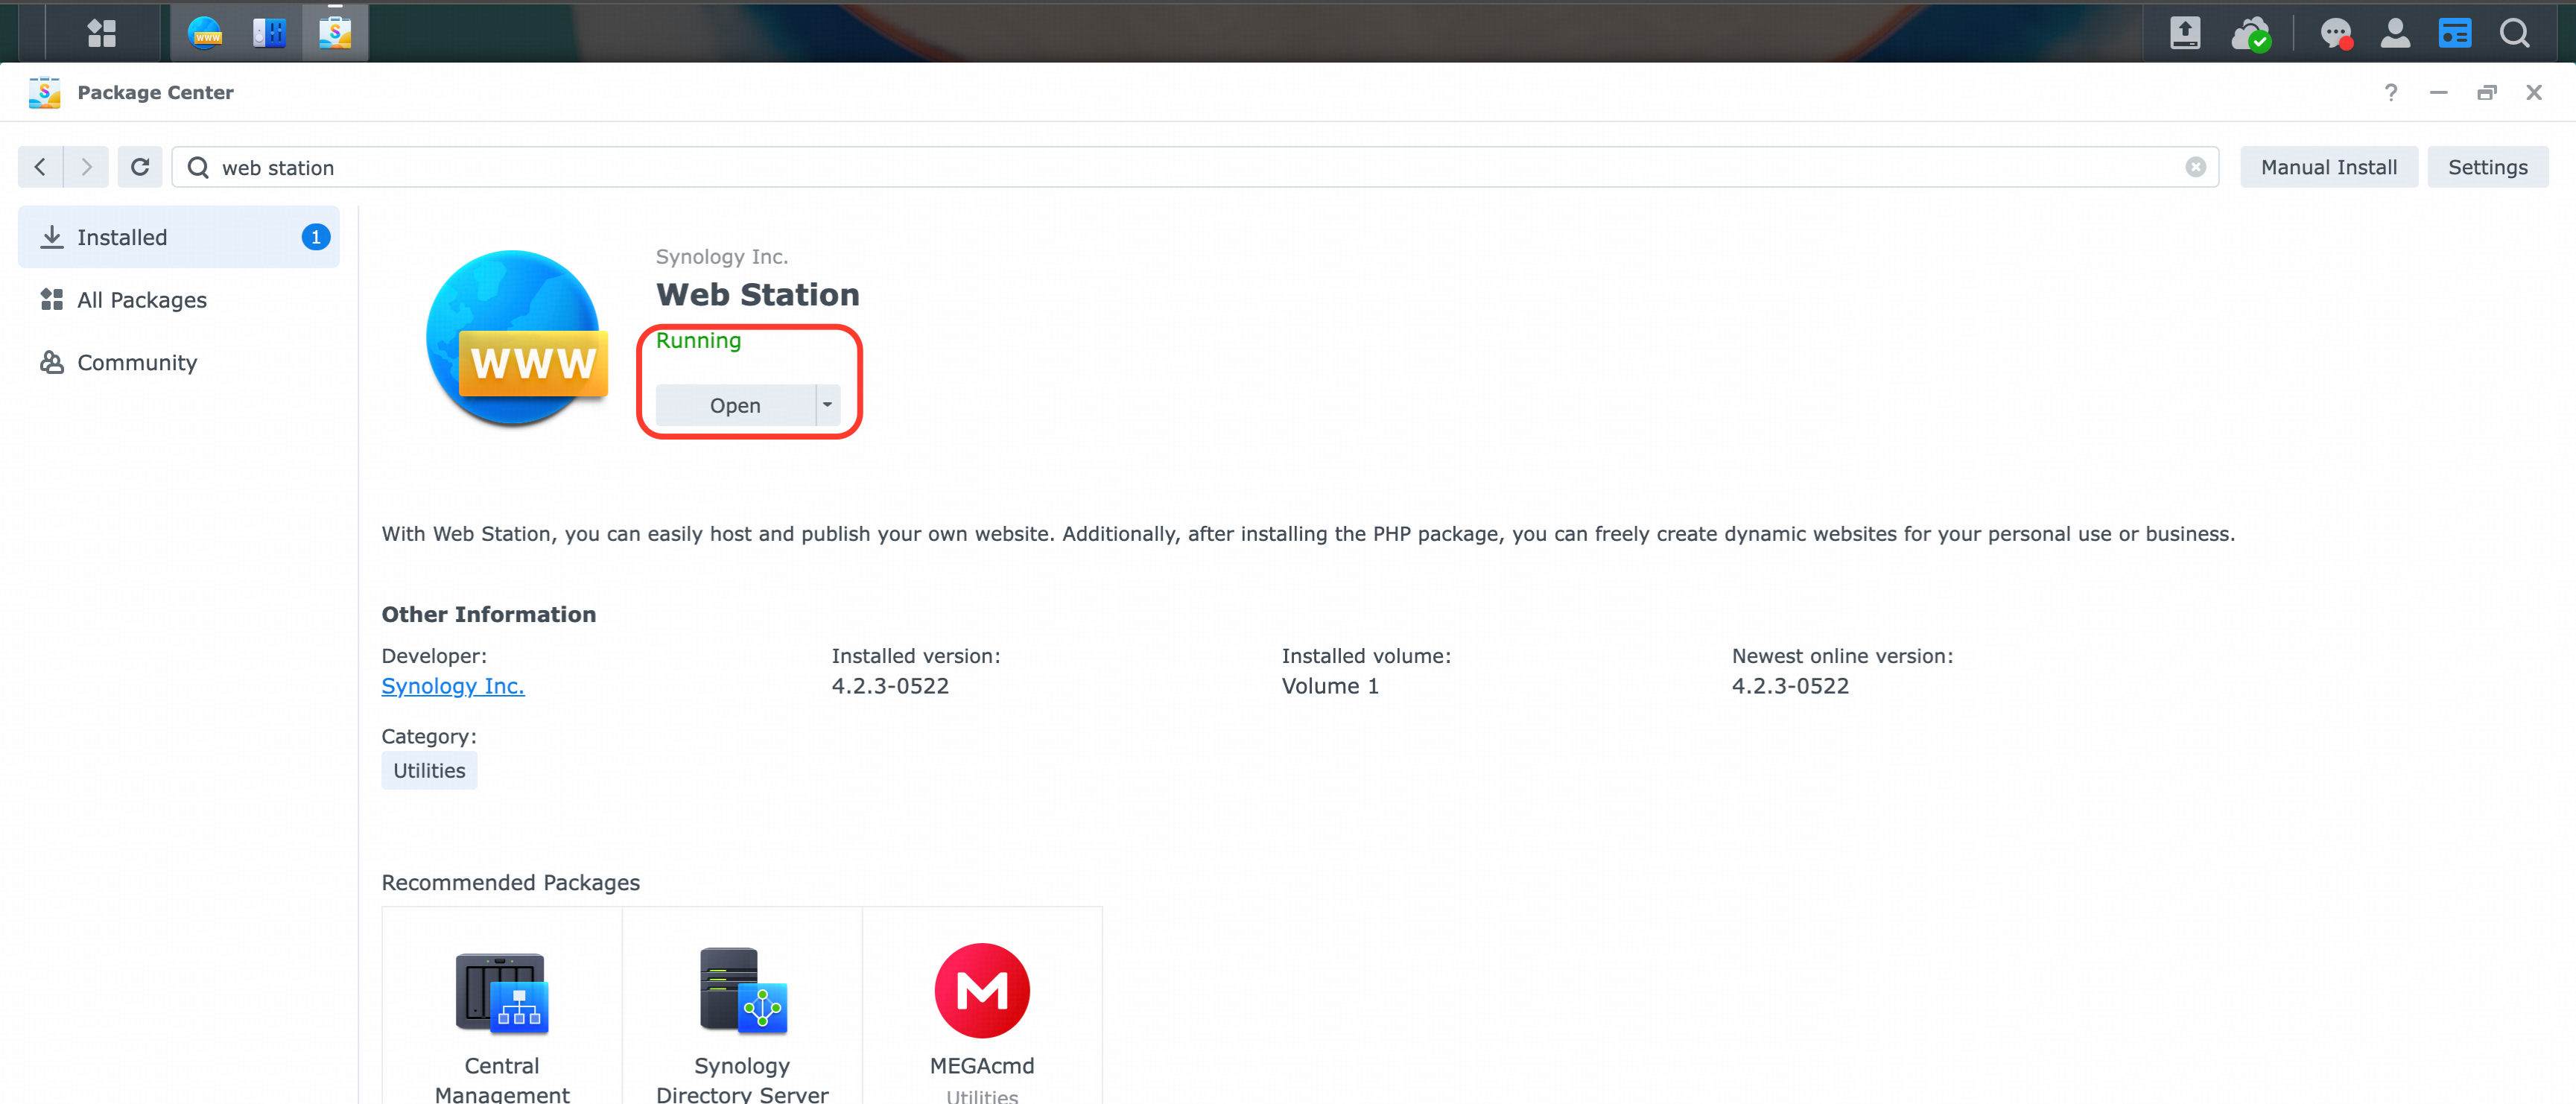 WWW
S
S
Package Center
?
web station
Manual Install
Settings
Installed
1
All Packages
Community
WWW
Synology Inc.
Web Station
Running
Open
With Web Station, you can easily host and publish your own website. Additionally, after installing the PHP package, you can freely create dynamic websites for your personal use or business.
Other Information
Developer:
Synology Inc.
Installed version:
4.2.3-0522
Installed volume:
Volume 1
Newest online version:
4.2.3-0522
Category:
Utilities
Recommended Packages
Central
Management
Synology
Directory Server
M
MEGAcmd
Utilities